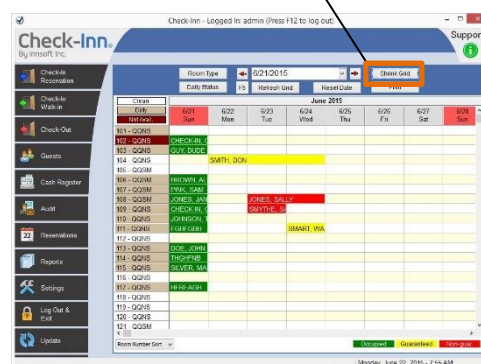 Check-Inn - Logged In: admin (Press F12 to log out)
Check-Inn
By Innsoft Inc.
Support
Check-In Reservation
Check-In Walk In
Check-Out
Guests
Cash Register
Audit
Reservations
Reports
Settings
Log Out & Exit
Update
Room Type
6/21/2015
Shrink Grid
Daily Status
F5
Refresh Grid
Reset Date
Print
Clean
June 2015
Dirty
6/21 6/22 6/23 6/24 6/25 6/26 6/27 6/28
Not Avail.
Sun Mon Tue Wed Thu Fri Sat Sun
101 - QQNS
102 - QQNS CHECK-IN, C
103 - QQNS GUY, DUDE
104 - QQNS SMITH, DON
105 - QQSM
106 - QQSM BROWN, AL
107 - QQSM PINK, SAM
108 - QQSM JONES, JAN JONES, SALLY
109 - QQNS CHECK-IN, C SMYTHE, SA
110 - QQNS JOHNSON, T
111 - QQNS SMART, WA
112 - QQNS
113 - QQNS DOE, JOHN
114 - QQNS THGHFNB
115 - QQNS SILVER, MA
116 - QQNS
117 - QQNS
118 - QQNS
119 - QQNS
120 - QQNS
121 - QQSM
Room Number Sort
Occupied Guaranteed Non-guar.
Monday, June 22, 2015 - 7:55 AM